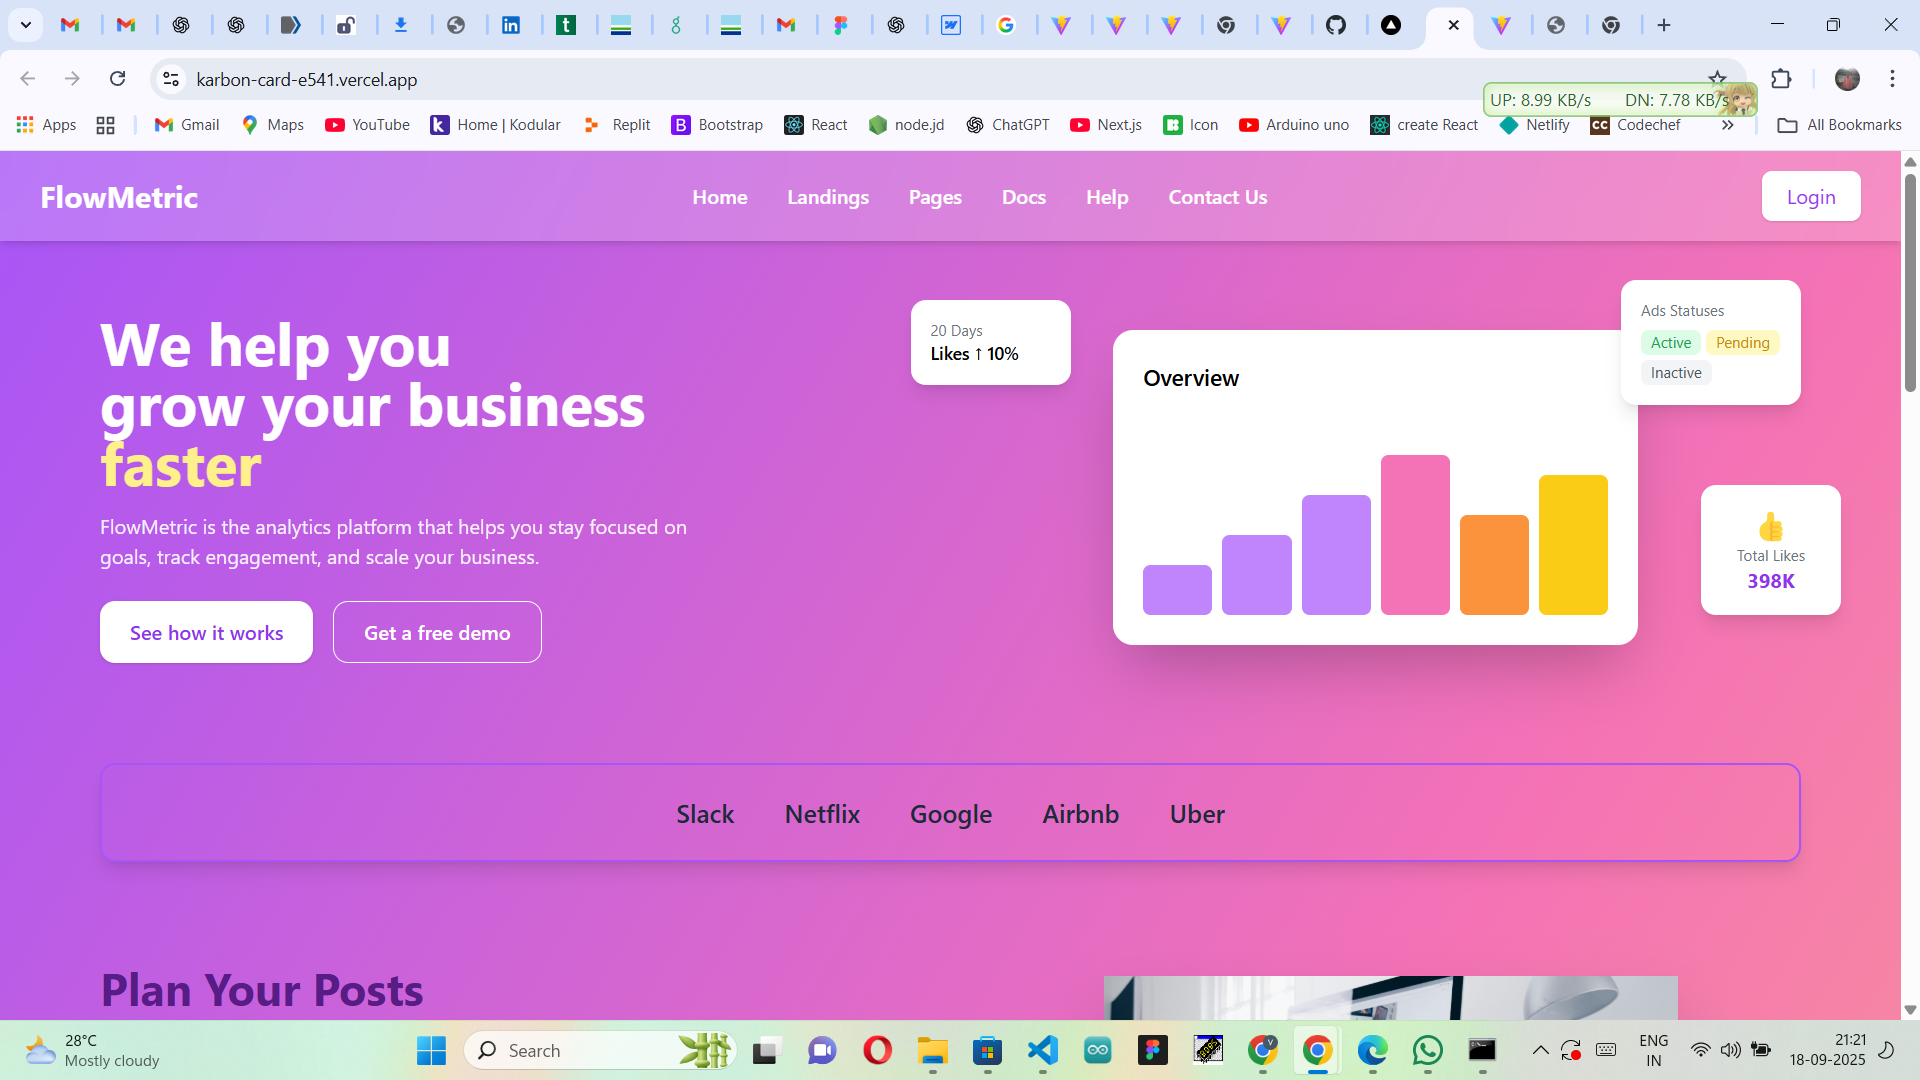 karbon-card-e541.vercel.app
UP: 8.99 KB/s DN: 7.78 KB/s
Apps Gmail Maps YouTube Home | Kodular Replit Bootstrap React node.jd ChatGPT Next.js Icon Arduino uno create React Netlify Codechef » All Bookmarks
FlowMetric Home Landings Pages Docs Help Contact Us Login
We help you
grow your business
faster
FlowMetric is the analytics platform that helps you stay focused on
goals, track engagement, and scale your business.
See how it works Get a free demo
20 Days
Likes ↑ 10%
Overview
Ads Statuses
Active Pending
Inactive
Total Likes
398K
Slack Netflix Google Airbnb Uber
Plan Your Posts
28°C
Mostly cloudy
Search
ENG
IN
21:21
18-09-2025